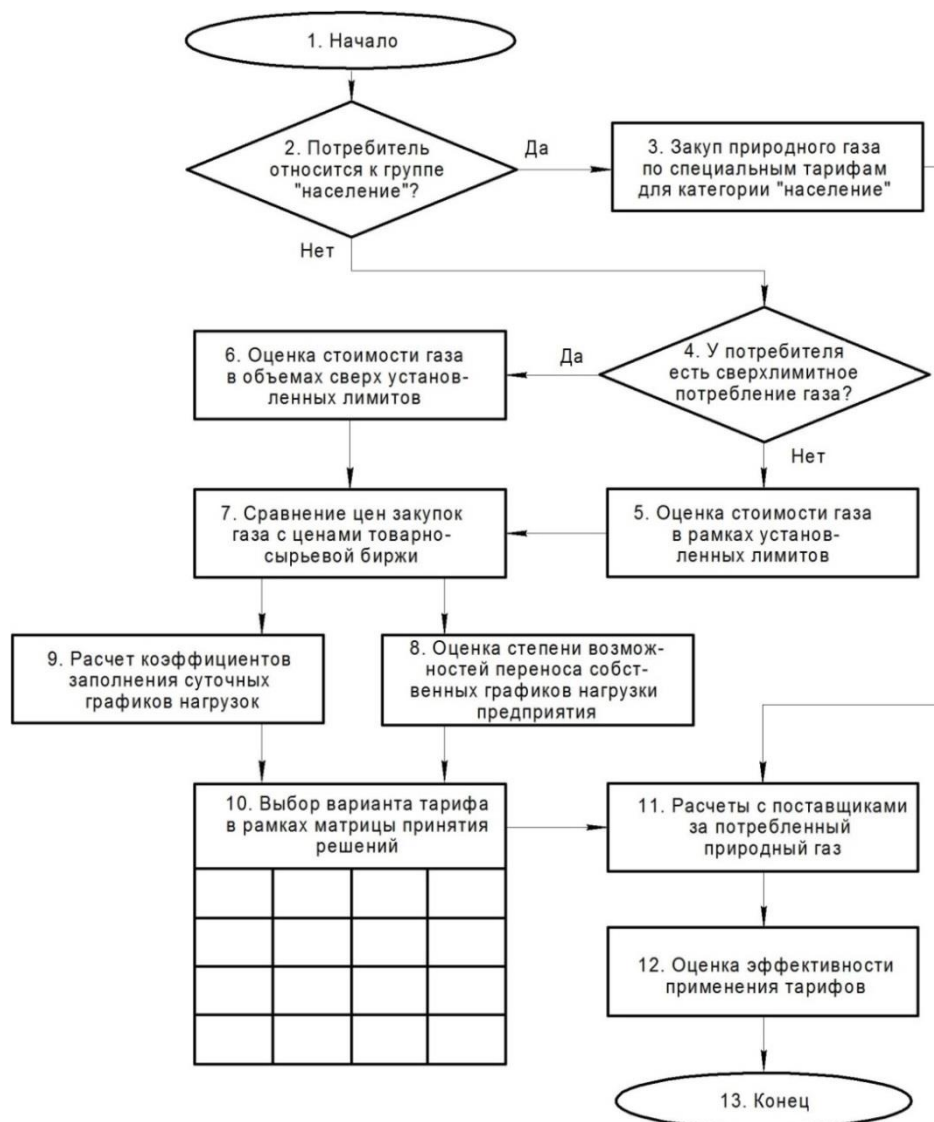 1. Начало
2. Потребитель
относится к группе
"население"?
Да
3. Закуп природного газа
по специальным тарифам
для категории "население"
Нет
4. У потребителя
есть сверхлимитное
потребление газа?
Да
6. Оценка стоимости газа
в объемах сверх установ-
ленных лимитов
Нет
5. Оценка стоимости газа
в рамках установ-
ленных лимитов
7. Сравнение цен закупок
газа с ценами товарно-
сырьевой биржи
9. Расчет коэффициентов
заполнения суточных
графиков нагрузок
8. Оценка степени возмож-
ностей переноса собст-
венных графиков нагрузки
предприятия
10. Выбор варианта тарифа
в рамках матрицы принятия
решений
11. Расчеты с поставщиками
за потребленный
природный газ
12. Оценка эффективности
применения тарифов
13. Конец